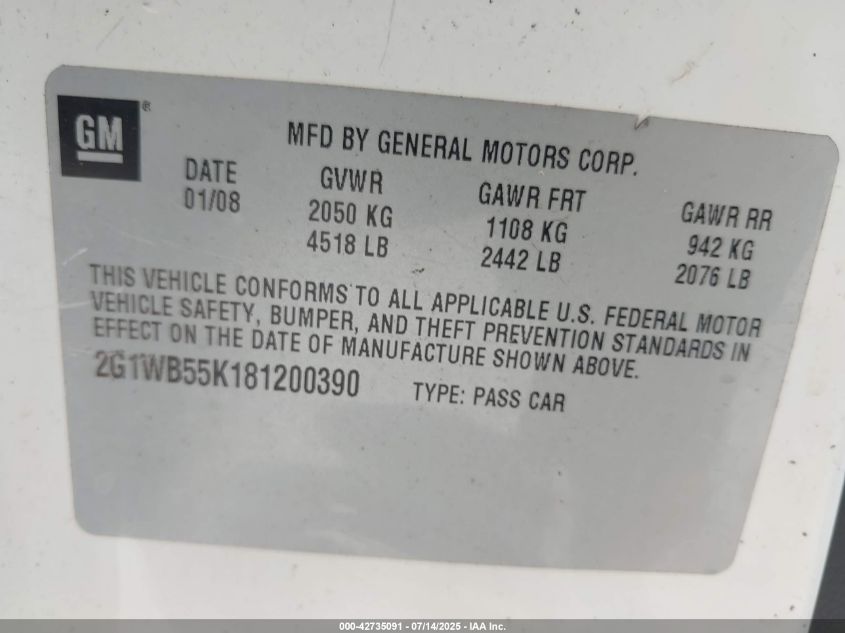 GM ®
MFD BY GENERAL MOTORS CORP.
DATE GVWR GAWR FRT GAWR RR
01/08 2050 KG 1108 KG 942 KG
4518 LB 2442 LB 2076 LB
THIS VEHICLE CONFORMS TO ALL APPLICABLE U.S. FEDERAL MOTOR
VEHICLE SAFETY, BUMPER, AND THEFT PREVENTION STANDARDS IN
EFFECT ON THE DATE OF MANUFACTURE SHOWN ABOVE.
2G1WB55K181200390 TYPE: PASS CAR
000-42735091 - 07/14/2025 - IAA Inc.